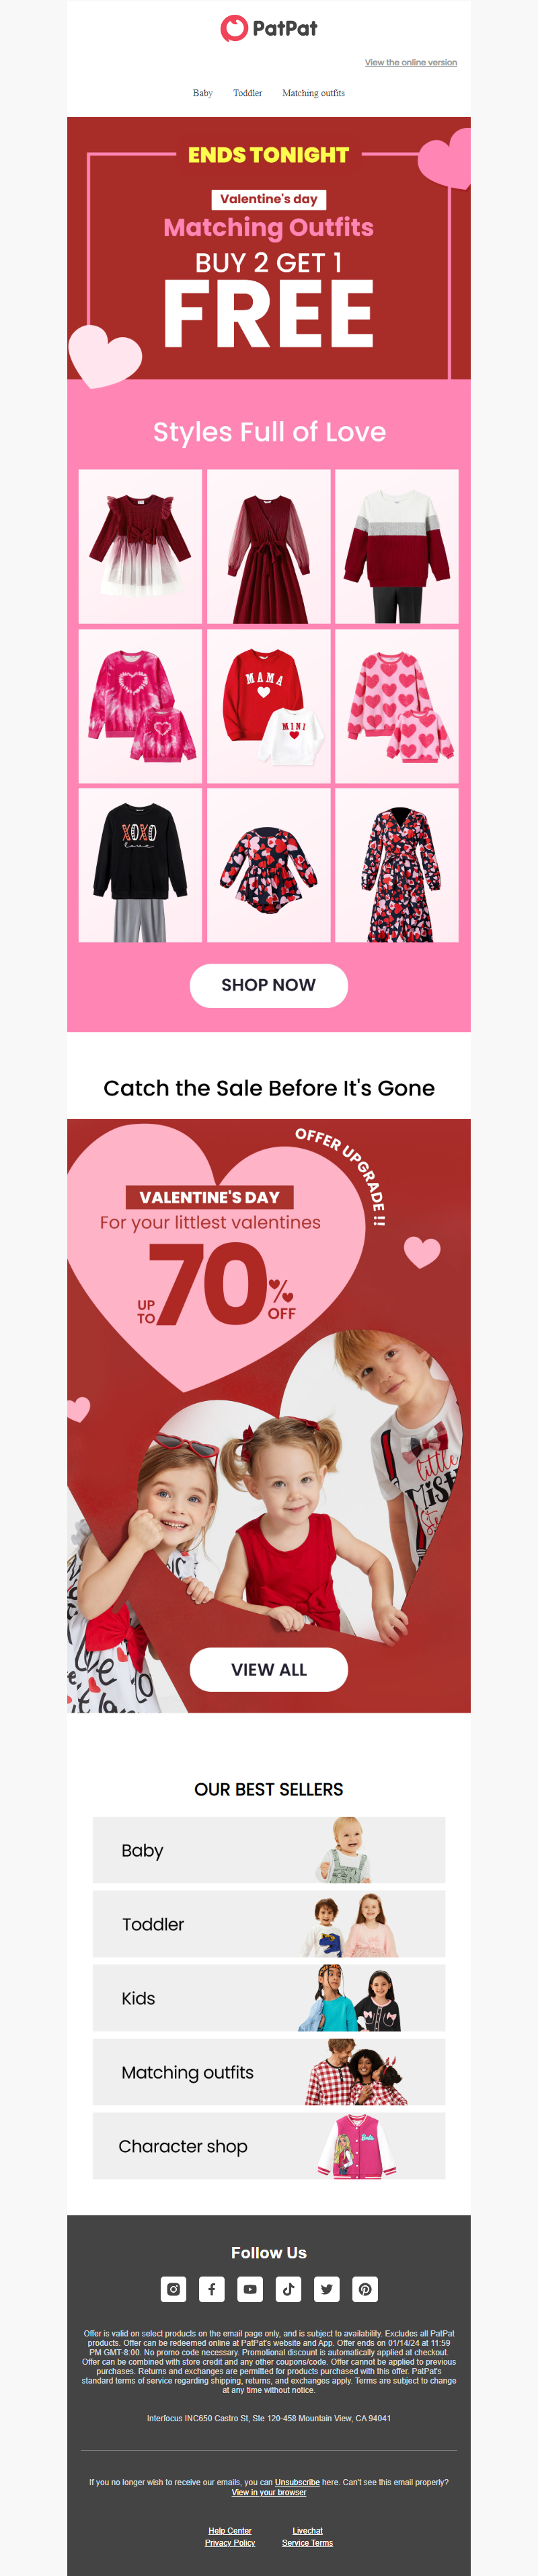 PatPat
View the online version
Baby Toddler Matching outfits
ENDS TONIGHT
Valentine's day
Matching Outfits
BUY 2 GET 1
FREE
Styles Full of Love
MAMA
MINI
XOXO
love
SHOP NOW
Catch the Sale Before It's Gone
OFFER UPGRADE !!
VALENTINE'S DAY
For your littlest valentines
UP TO 70% OFF
little
Mist
VIEW ALL
OUR BEST SELLERS
Baby
Toddler
Kids
Matching outfits
Character shop
Barbie
Follow Us
Offer is valid on select products on the email page only, and is subject to availability. Excludes all PatPat
products. Offer can be redeemed online at PatPat's website and App. Offer ends on 01/14/24 at 11:59
PM GMT-8:00. No promo code necessary. Promotional discount is automatically applied at checkout.
Offer can be combined with store credit and any other coupons/code. Offer cannot be applied to previous
purchases. Returns and exchanges are permitted for products purchased with this offer. PatPat's
standard terms of service regarding shipping, returns, and exchanges apply. Terms are subject to change
at any time without notice.
Interfocus INC650 Castro St, Ste 120-458 Mountain View, CA 94041
If you no longer wish to receive our emails, you can Unsubscribe here. Can't see this email properly?
View in your browser
Help Center Livechat
Privacy Policy Service Terms